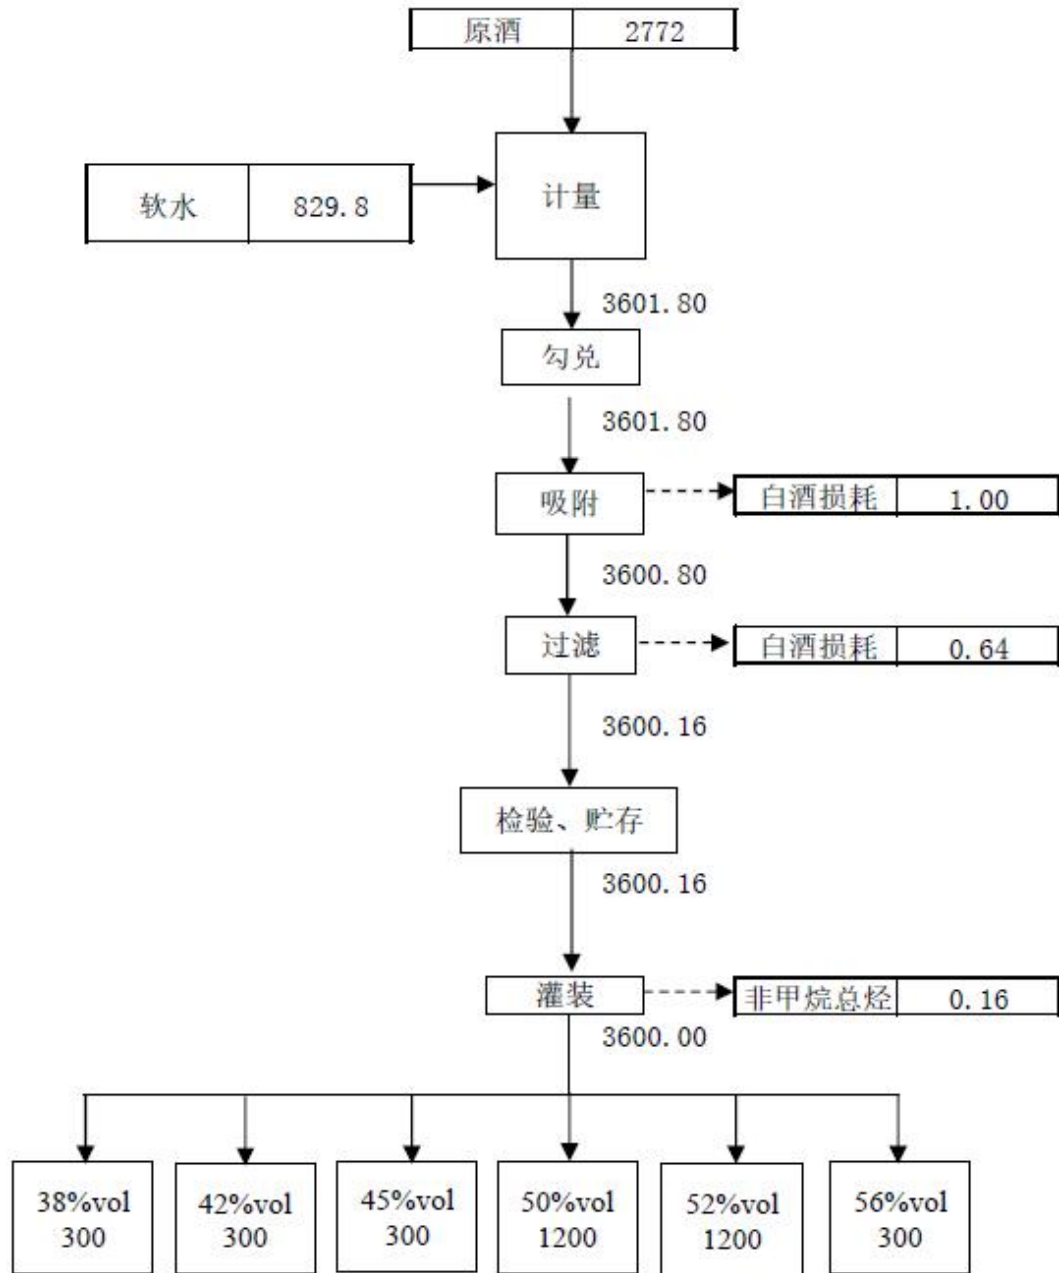 原酒 2772
软水 829.8
计量
3601.80
勾兑
3601.80
吸附
白酒损耗 1.00
3600.80
过滤
白酒损耗 0.64
3600.16
检验、贮存
3600.16
灌装
非甲烷总烃 0.16
3600.00
38%vol
300
42%vol
300
45%vol
300
50%vol
1200
52%vol
1200
56%vol
300